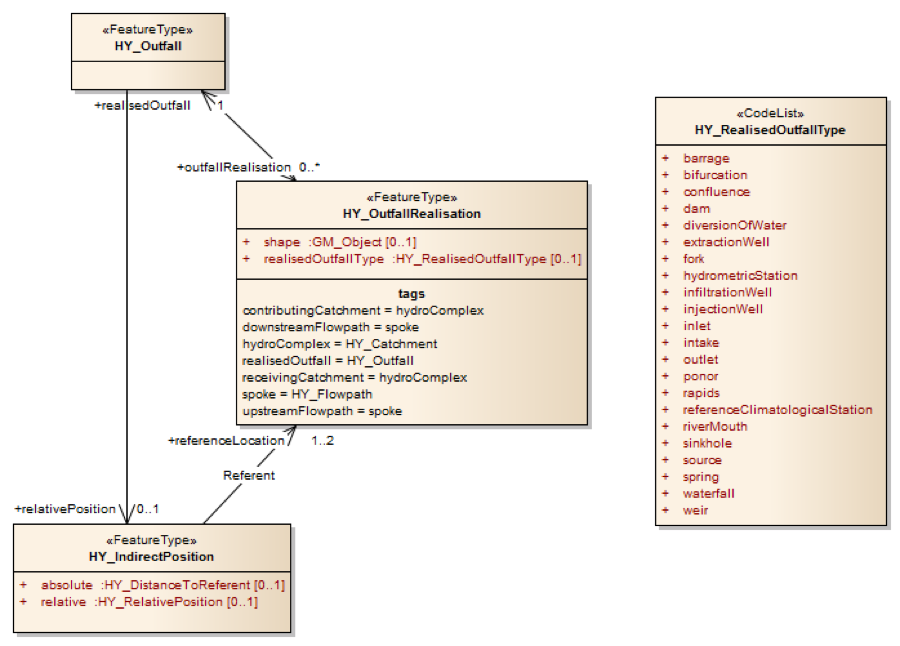 «FeatureType»
HY_Outfall
+realisedOutfall
1
+outfallRealisation 0..*
«FeatureType»
HY_OutfallRealisation
+ shape :GM_Object [0..1]
+ realisedOutfallType :HY_RealisedOutfallType [0..1]
tags
contributingCatchment = hydroComplex
downstreamFlowpath = spoke
hydroComplex = HY_Catchment
realisedOutfall = HY_Outfall
receivingCatchment = hydroComplex
spoke = HY_Flowpath
upstreamFlowpath = spoke
+referenceLocation 1..2
Referent
+relativePosition 0..1
«FeatureType»
HY_IndirectPosition
+ absolute :HY_DistanceToReferent [0..1]
+ relative :HY_RelativePosition [0..1]
«CodeList»
HY_RealisedOutfallType
+ barrage
+ bifurcation
+ confluence
+ dam
+ diversionOfWater
+ extractionWell
+ fork
+ hydrometricStation
+ infiltrationWell
+ injectionWell
+ inlet
+ intake
+ outlet
+ ponor
+ rapids
+ referenceClimatologicalStation
+ riverMouth
+ sinkhole
+ source
+ spring
+ waterfall
+ weir